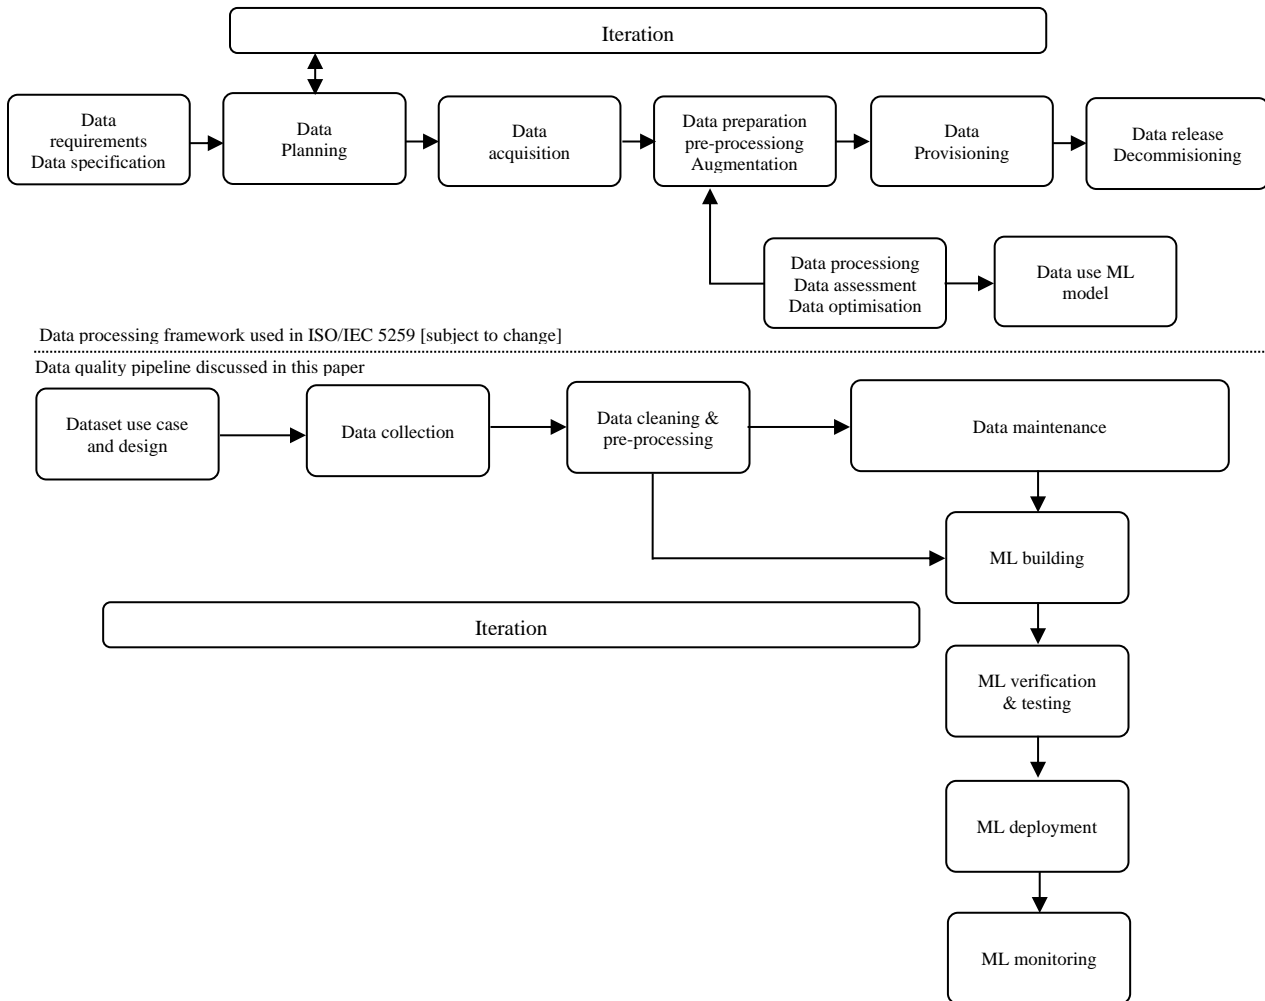 Iteration
Data
requirements
Data specification
Data
Planning
Data
acquisition
Data preparation
pre-processiong
Augmentation
Data
Provisioning
Data release
Decommisioning
Data processiong
Data assessment
Data optimisation
Data use ML
model
Data processing framework used in ISO/IEC 5259 [subject to change]
Data quality pipeline discussed in this paper
Dataset use case
and design
Data collection
Data cleaning &
pre-processing
Data maintenance
ML building
Iteration
ML verification
& testing
ML deployment
ML monitoring